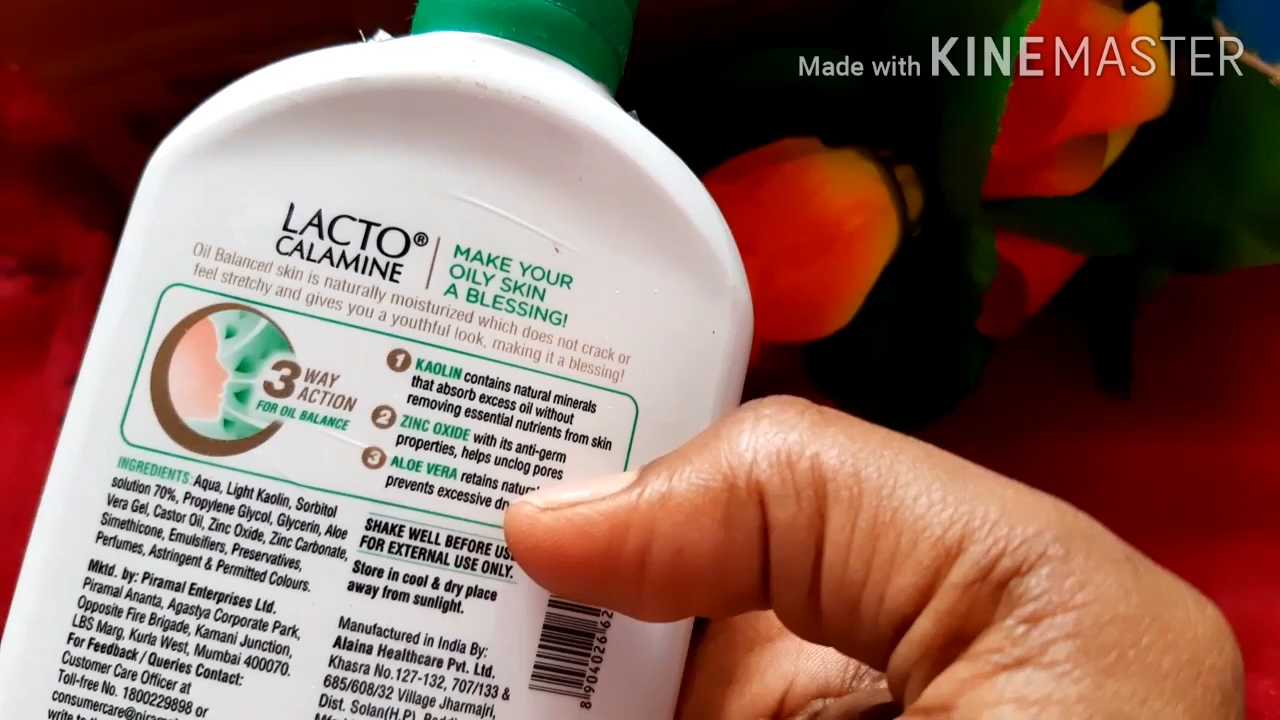 Made with KINEMASTER
LACTO®
CALAMINE
MAKE YOUR
OILY SKIN
A BLESSING!
Oil Balanced skin is naturally moisturized which does not crack or
feel stretchy and gives you a youthful look, making it a blessing!
3 WAY
ACTION
FOR OIL BALANCE
1 KAOLIN contains natural minerals
that absorb excess oil without
removing essential nutrients from skin
2 ZINC OXIDE with its anti-germ
properties, helps unclog pores
3 ALOE VERA retains
prevents excessive
INGREDIENTS: Aqua, Light Kaolin, Sorbitol
solution 70%, Propylene Glycol, Glycerin, Aloe
Vera Gel, Castor Oil, Zinc Oxide, Zinc Carbonate,
Simethicone, Emulsifiers, Preservatives,
Perfumes, Astringent & Permitted Colours.
Mktd. by: Piramal Enterprises Ltd.
Piramal Ananta, Agastya Corporate Park,
Opposite Fire Brigade, Kamani Junction,
LBS Marg, Kurla West, Mumbai 400070.
For Feedback / Queries Contact:
Customer Care Officer at
Toll-free No. 1800229898 or
SHAKE WELL BEFORE
FOR EXTERNAL USE ONLY.
Store in cool & dry place
away from sunlight.
Manufactured in India By:
Alaina Healthcare Pvt. Ltd.
Khasra No.127-132, 707/133 &
685/608/32 Village Jharmajri,
Dist. Solan(H.P.)
8 904026 62